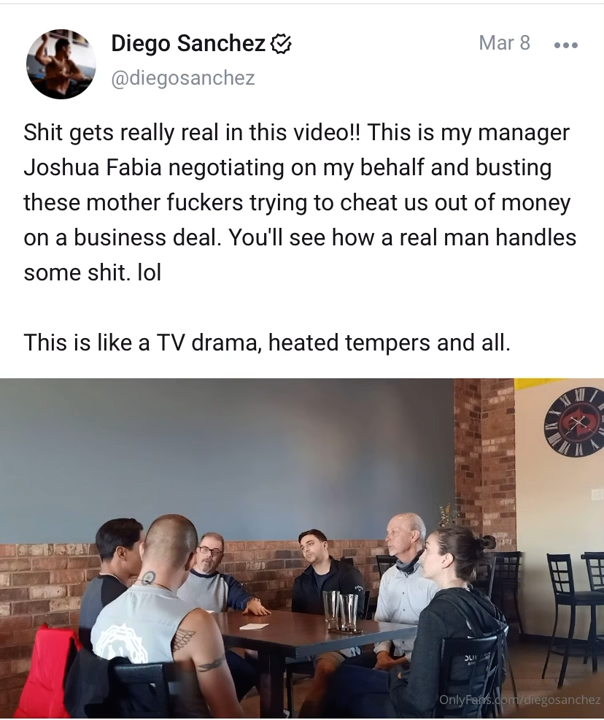 Diego Sanchez
Mar 8
@diegosanchez
Shit gets really real in this video!! This is my manager
Joshua Fabia negotiating on my behalf and busting
these mother fuckers trying to cheat us out of money
on a business deal. You'll see how a real man handles
some shit. lol
This is like a TV drama, heated tempers and all.
OnlyFans.com/diegosanchez